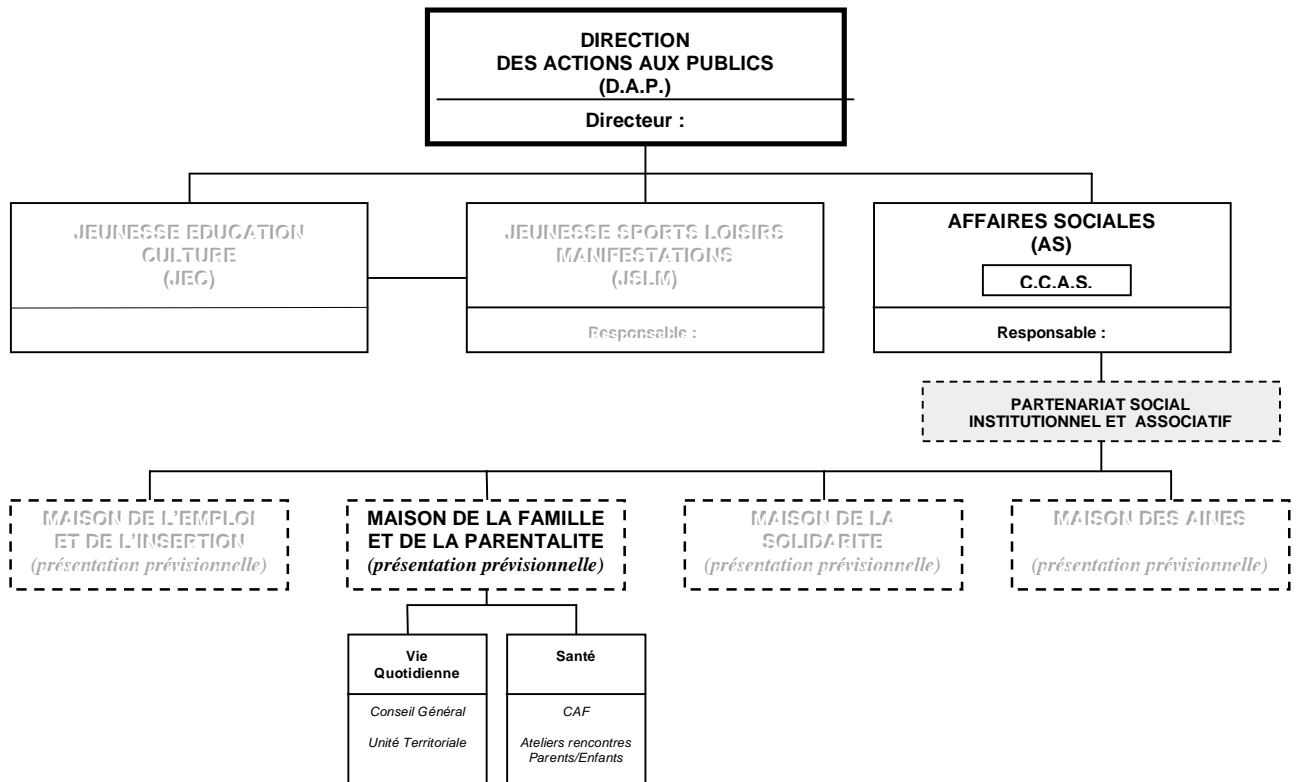 DIRECTION
DES ACTIONS AUX PUBLICS
(D.A.P.)
Directeur :
JEUNESSE EDUCATION
CULTURE
(JEC)
JEUNESSE SPORTS LOISIRS
MANIFESTATIONS
(JSLM)
Responsable :
AFFAIRES SOCIALES
(AS)
C.C.A.S.
Responsable :
PARTENARIAT SOCIAL
INSTITUTIONNEL ET ASSOCIATIF
MAISON DE L'EMPLOI
ET DE L'INSERTION
(présentation prévisionnelle)
MAISON DE LA FAMILLE
ET DE LA PARENTALITE
(présentation prévisionnelle)
MAISON DE LA
SOLIDARITE
(présentation prévisionnelle)
MAISON DES AINES
(présentation prévisionnelle)
Vie
Quotidienne
Conseil Général
Unité Territoriale
Santé
CAF
Ateliers rencontres
Parents/Enfants